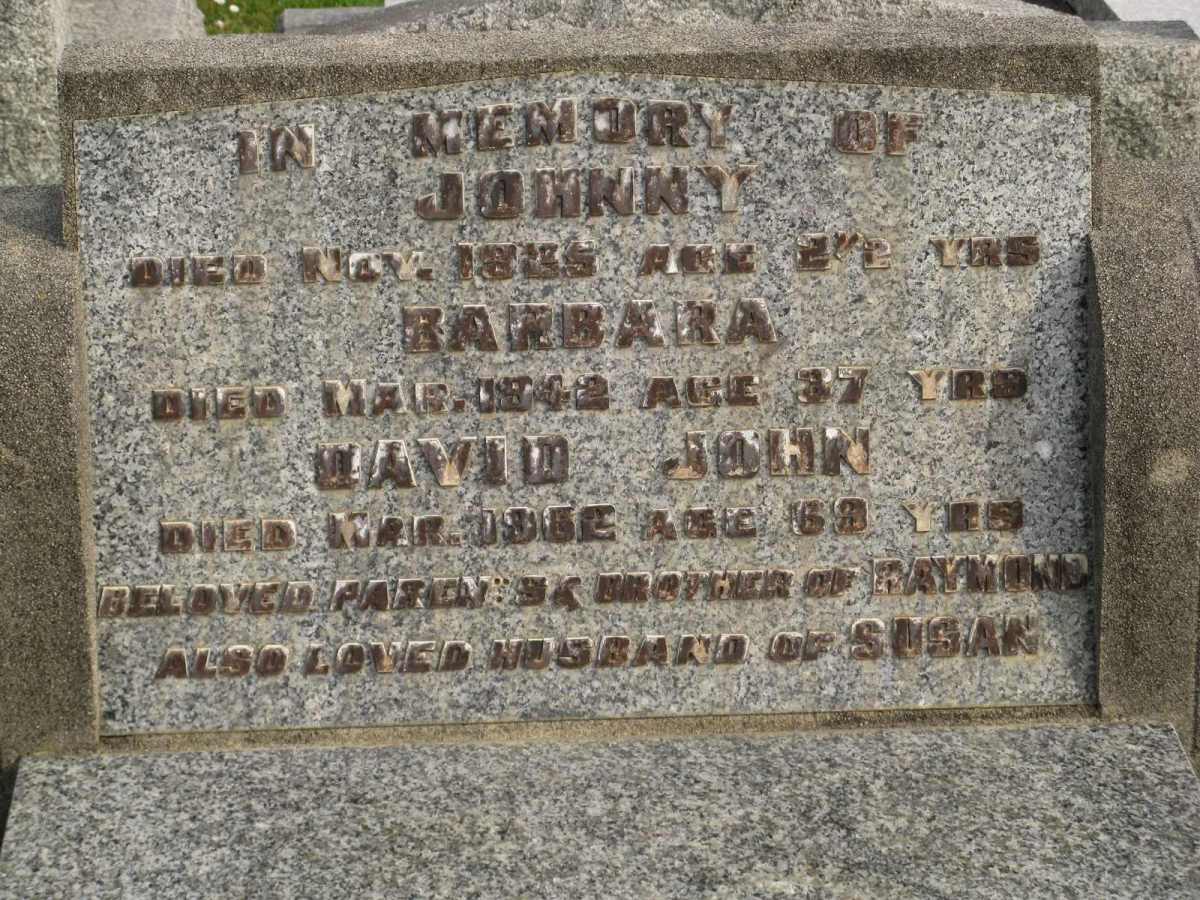 IN MEMORY OF
JOHNNY
DIED NOV. 1935 AGE 2½ YRS
BARBARA
DIED MAR. 1942 AGE 37 YRS
DAVID JOHN
DIED MAR. 1962 AGE 69 YRS
BELOVED PARENTS & BROTHER OF RAYMOND
ALSO LOVED HUSBAND OF SUSAN